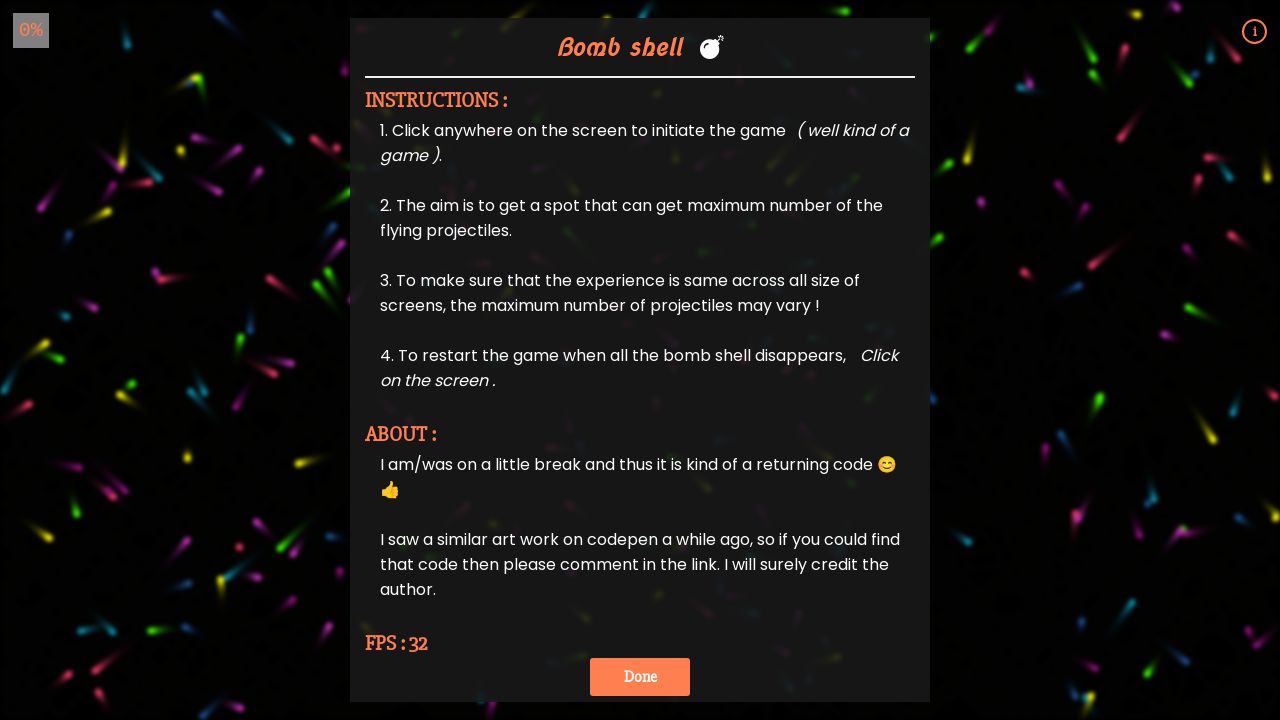 0%
i
Bomb shell 💣
INSTRUCTIONS :
1. Click anywhere on the screen to initiate the game ( well kind of a
game ).
2. The aim is to get a spot that can get maximum number of the
flying projectiles.
3. To make sure that the experience is same across all size of
screens, the maximum number of projectiles may vary !
4. To restart the game when all the bomb shell disappears, Click
on the screen .
ABOUT :
I am/was on a little break and thus it is kind of a returning code 😊
👍
I saw a similar art work on codepen a while ago, so if you could find
that code then please comment in the link. I will surely credit the
author.
FPS : 32
Done